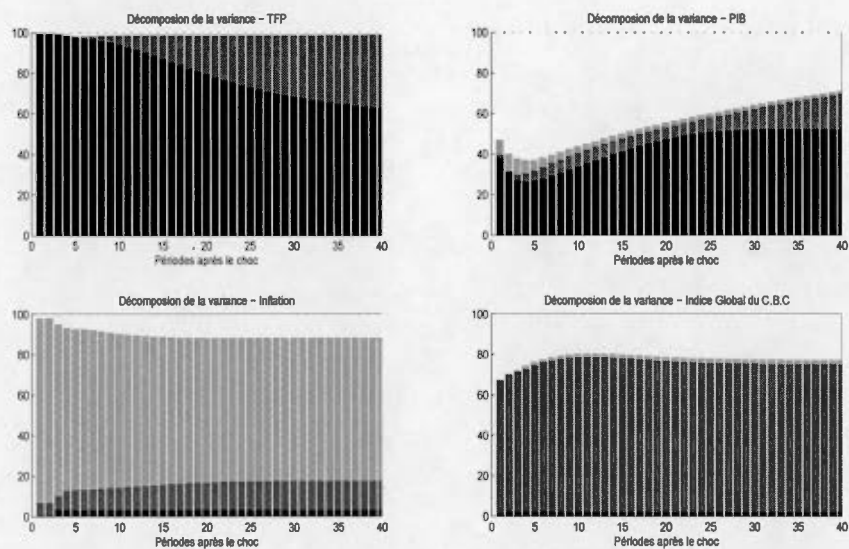 Décomposion de la variance – TFP
100
80
60
40
20
0
0 5 10 15 20 25 30 35 40
Périodes après le choc
Décomposion de la variance – PIB
100
80
60
40
20
0
0 5 10 15 20 25 30 35 40
Périodes après le choc
Décomposion de la variance – Inflation
100
80
60
40
20
0
0 5 10 15 20 25 30 35 40
Périodes après le choc
Décomposion de la variance – Indice Global du C.B.C
100
80
60
40
20
0
0 5 10 15 20 25 30 35 40
Périodes après le choc